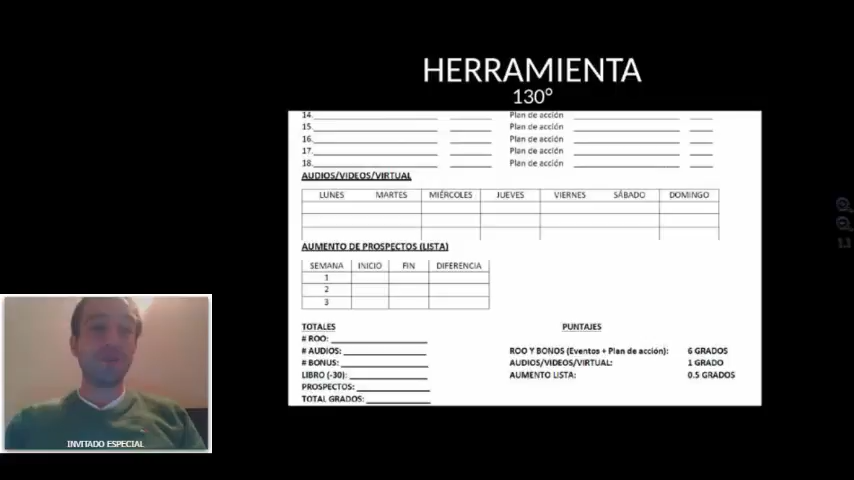 HERRAMIENTA
130°
14. Plan de acción
15. Plan de acción
16. Plan de acción
17. Plan de acción
18. Plan de acción
AUDIOS/VIDEOS/VIRTUAL
LUNES MARTES MIÉRCOLES JUEVES VIERNES SÁBADO DOMINGO
AUMENTO DE PROSPECTOS (LISTA)
SEMANA INICIO FIN DIFERENCIA
1
2
3
TOTALES PUNTAJES
# ROO:
# AUDIOS: ROO Y BONOS (Eventos + Plan de acción): 6 GRADOS
# BONUS: AUDIOS/VIDEOS/VIRTUAL: 1 GRADO
LIBRO (-30): AUMENTO LISTA: 0.5 GRADOS
PROSPECTOS:
TOTAL GRADOS:
INVITADO ESPECIAL